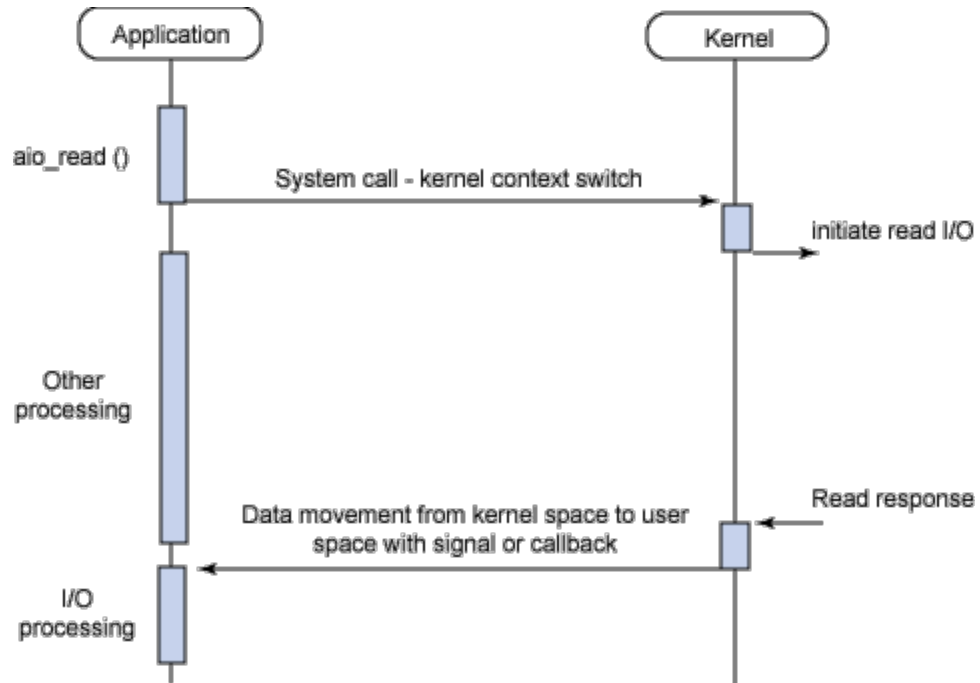 Application
Kernel
aio_read ()
System call - kernel context switch
initiate read I/O
Other
processing
Read response
Data movement from kernel space to user
space with signal or callback
I/O
processing